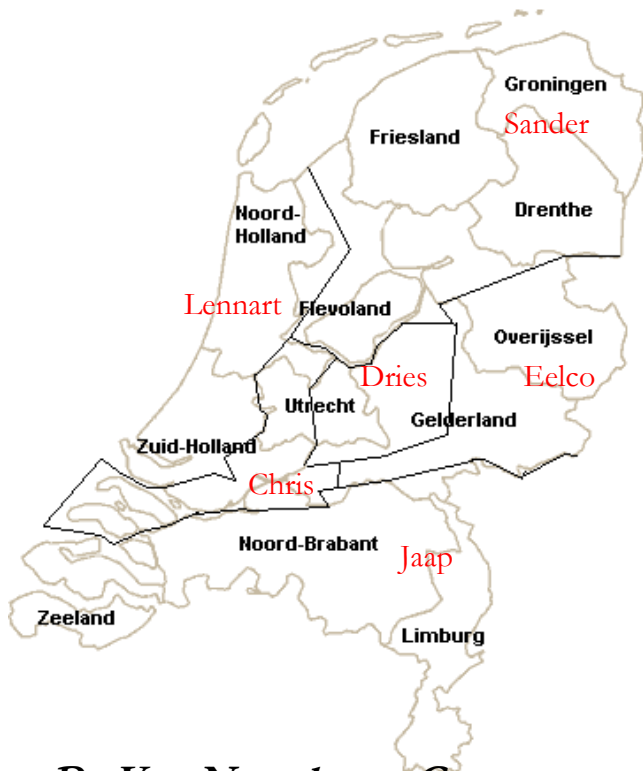 Groningen
Sander
Friesland
Drenthe
Noord-
Holland
Lennart
Flevoland
Overijssel
Dries
Eelco
Utrecht
Gelderland
Zuid-Holland
Chris
Noord-Brabant
Jaap
Zeeland
Limburg